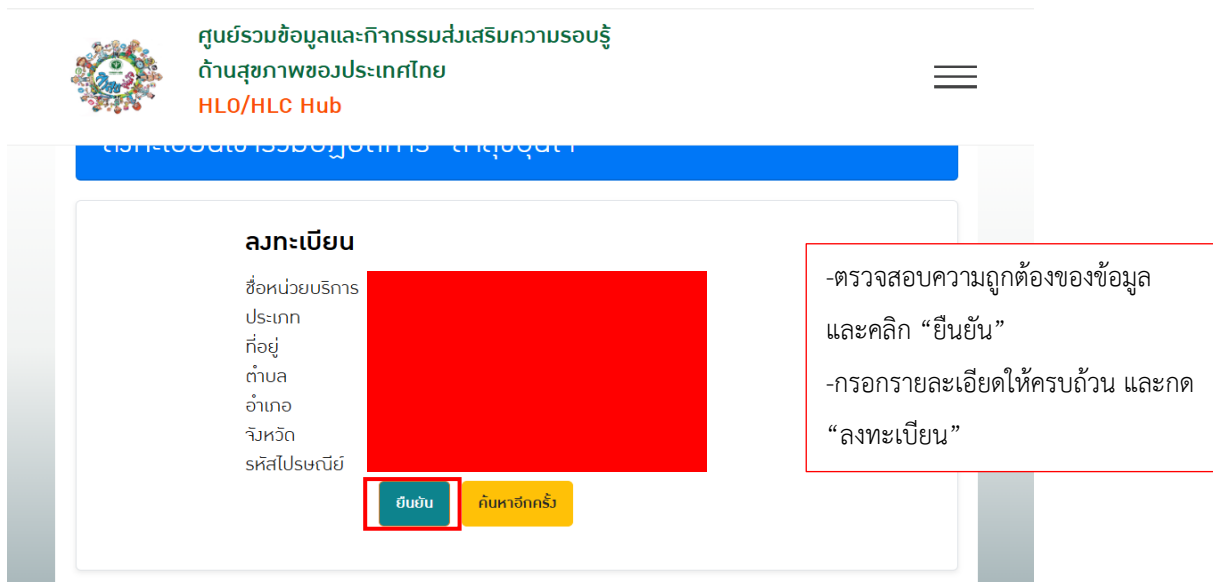 ศูนย์รวมข้อมูลและกิจกรรมส่งเสริมความรอบรู้
ด้านสุขภาพของประเทศไทย
HLO/HLC Hub
ลงทะเบียน
ชื่อหน่วยบริการ
ประเภท
ที่อยู่
ตำบล
อำเภอ
จังหวัด
รหัสไปรษณีย์
ยืนยัน ค้นหาอีกครั้ง
-ตรวจสอบความถูกต้องของข้อมูล
และคลิก “ยืนยัน”
-กรอกรายละเอียดให้ครบถ้วน และกด
“ลงทะเบียน”